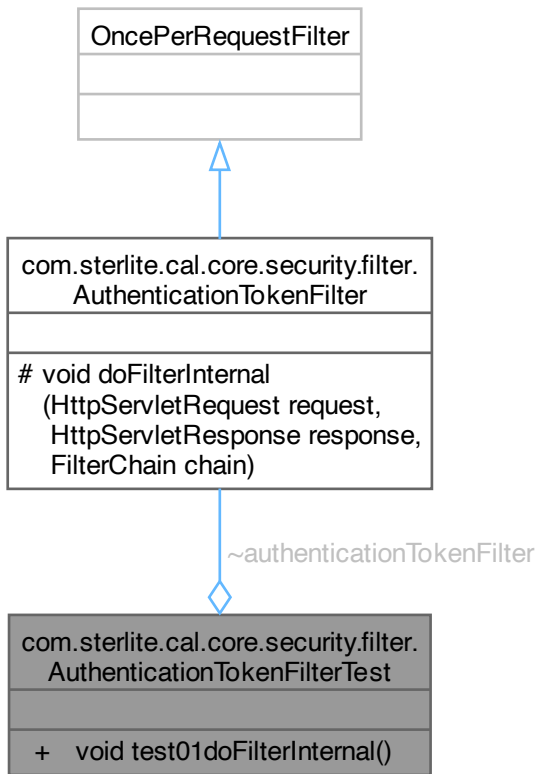 OncePerRequestFilter
com.sterlite.cal.core.security.filter.
AuthenticationTokenFilter
# void doFilterInternal
(HttpServletRequest request,
HttpServletResponse response,
FilterChain chain)
~authenticationTokenFilter
com.sterlite.cal.core.security.filter.
AuthenticationTokenFilterTest
+ void test01doFilterInternal()